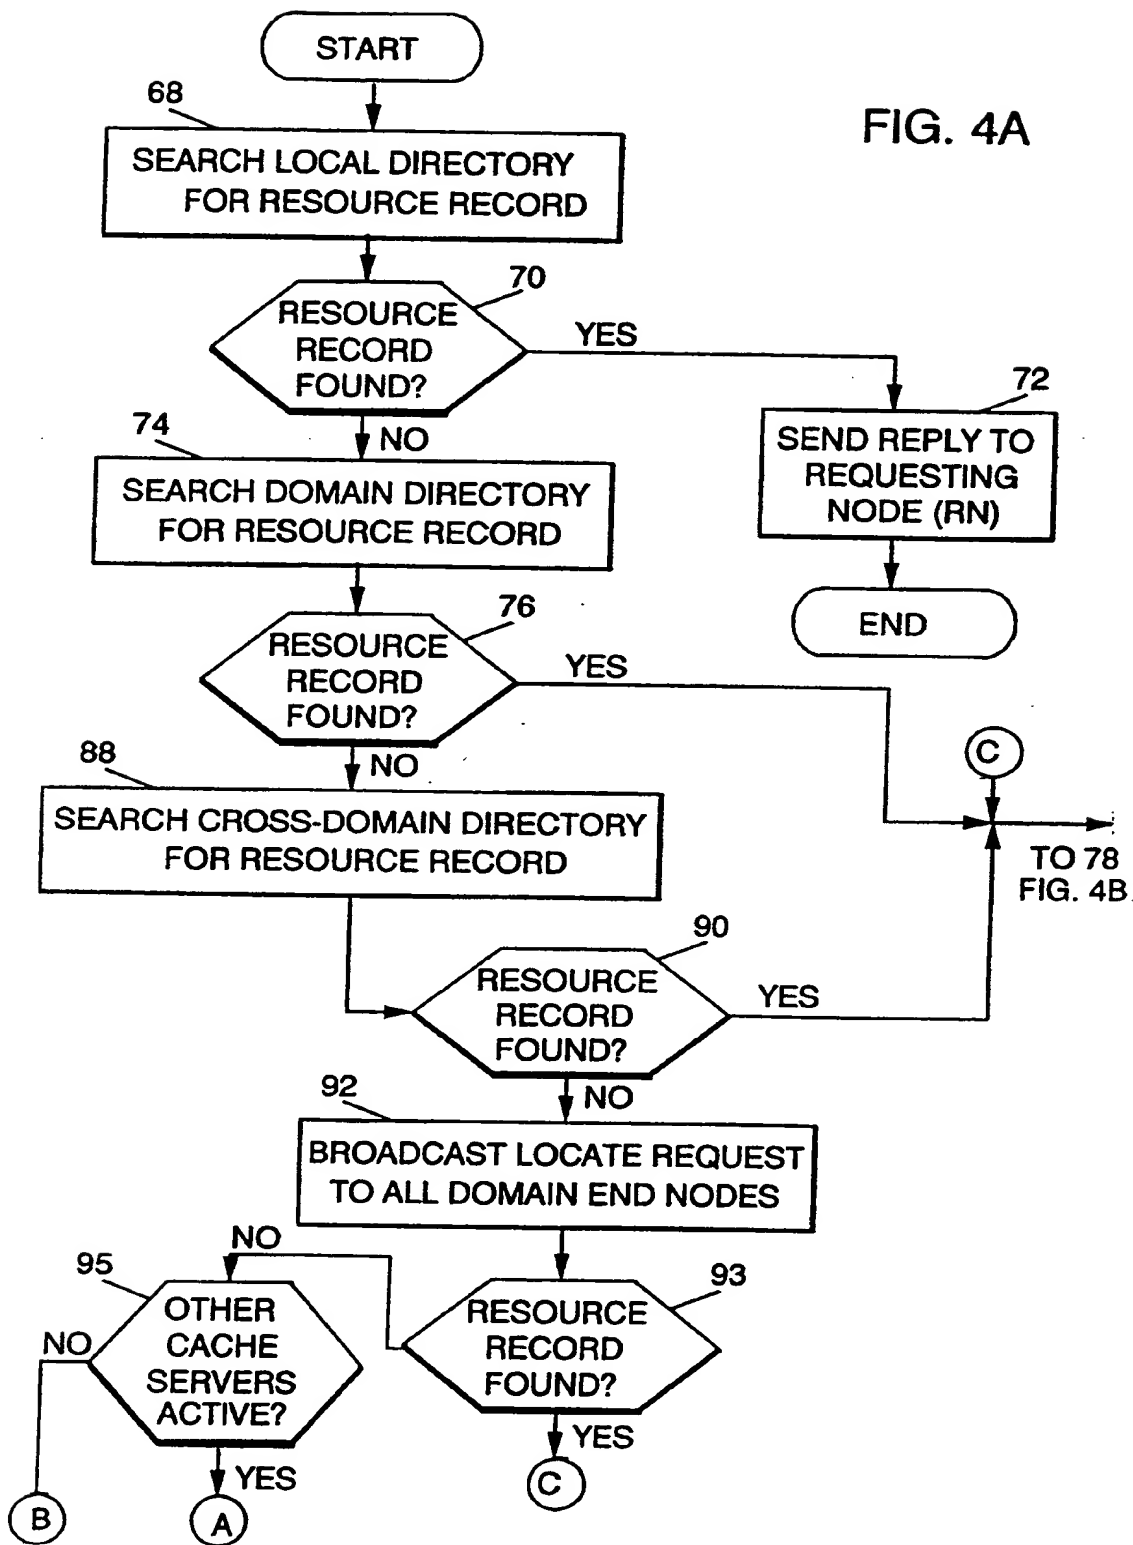 START
FIG. 4A
68
SEARCH LOCAL DIRECTORY
FOR RESOURCE RECORD
70
RESOURCE
RECORD
FOUND?
YES
72
SEND REPLY TO
REQUESTING
NODE (RN)
END
NO
74
SEARCH DOMAIN DIRECTORY
FOR RESOURCE RECORD
76
RESOURCE
RECORD
FOUND?
YES
C
TO 78
FIG. 4B
NO
88
SEARCH CROSS-DOMAIN DIRECTORY
FOR RESOURCE RECORD
90
RESOURCE
RECORD
FOUND?
YES
NO
92
BROADCAST LOCATE REQUEST
TO ALL DOMAIN END NODES
93
RESOURCE
RECORD
FOUND?
NO
YES
C
95
OTHER
CACHE
SERVERS
ACTIVE?
NO
B
YES
A